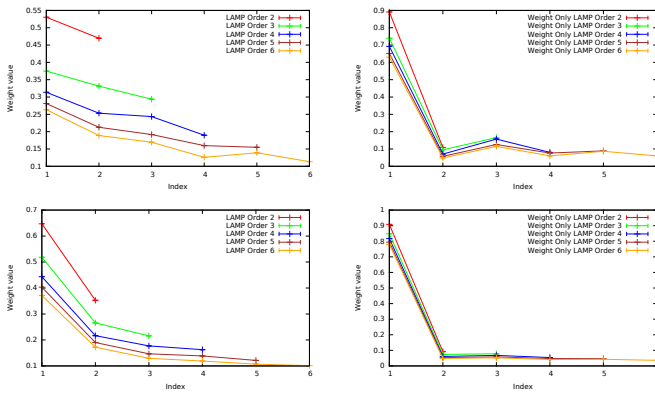 0.55
0.5
0.45
0.4
0.35
0.3
0.25
0.2
0.15
0.1
Weight value
1 2 3 4 5 6
Index
LAMP Order 2
LAMP Order 3
LAMP Order 4
LAMP Order 5
LAMP Order 6
0.9
0.8
0.7
0.6
0.5
0.4
0.3
0.2
0.1
0
Weight value
1 2 3 4 5
Index
Weight Only LAMP Order 2
Weight Only LAMP Order 3
Weight Only LAMP Order 4
Weight Only LAMP Order 5
Weight Only LAMP Order 6
0.7
0.6
0.5
0.4
0.3
0.2
0.1
Weight value
1 2 3 4 5 6
Index
LAMP Order 2
LAMP Order 3
LAMP Order 4
LAMP Order 5
LAMP Order 6
1
0.9
0.8
0.7
0.6
0.5
0.4
0.3
0.2
0.1
0
Weight value
1 2 3 4 5
Index
Weight Only LAMP Order 2
Weight Only LAMP Order 3
Weight Only LAMP Order 4
Weight Only LAMP Order 5
Weight Only LAMP Order 6